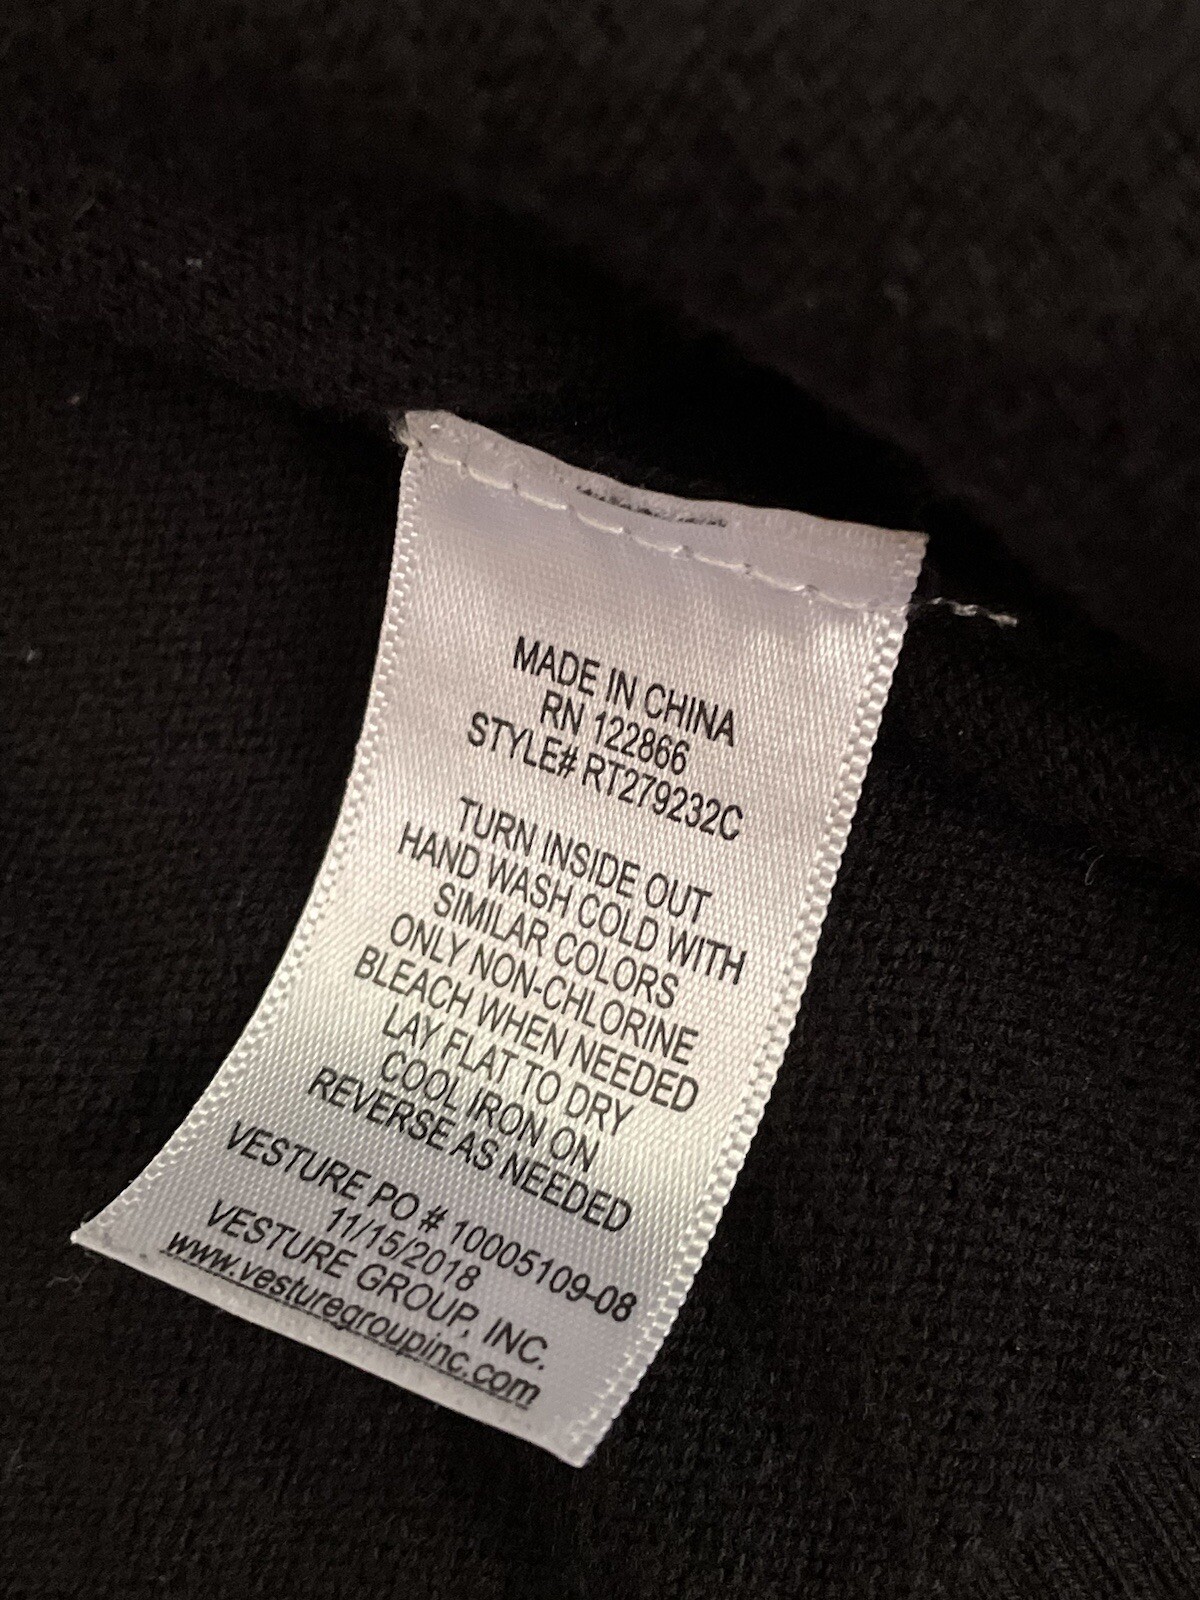 MADE IN CHINA
RN 122866
STYLE# RT279232C
TURN INSIDE OUT
HAND WASH COLD WITH
SIMILAR COLORS
ONLY NON-CHLORINE
BLEACH WHEN NEEDED
LAY FLAT TO DRY
COOL IRON ON
REVERSE AS NEEDED
VESTURE PO # 10005109-08
11/15/2018
VESTURE GROUP, INC.
www.vesturegroupinc.com